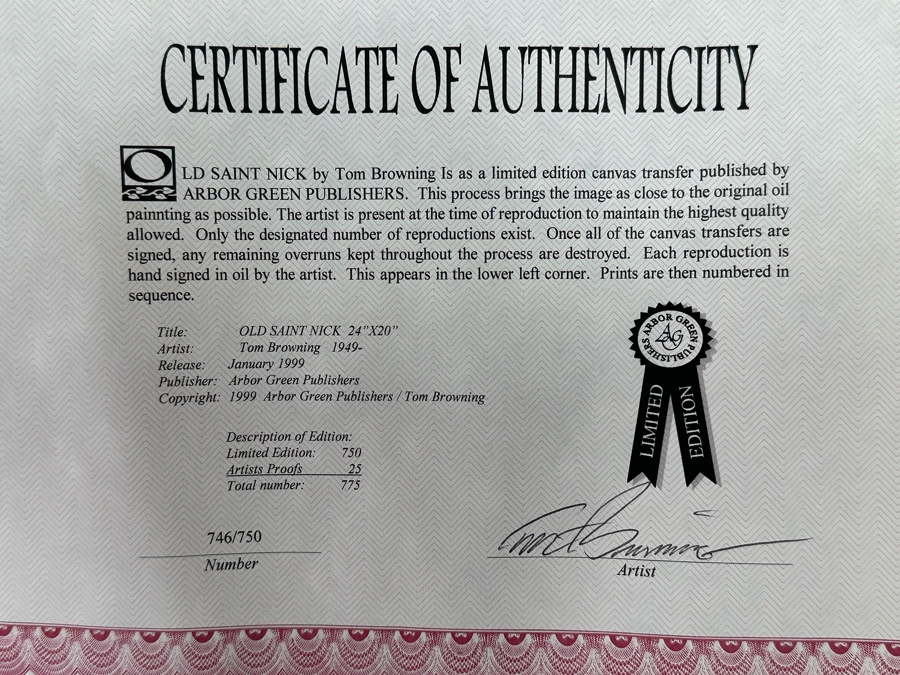 CERTIFICATE OF AUTHENTICITY
OLD SAINT NICK by Tom Browning Is as a limited edition canvas transfer published by
ARBOR GREEN PUBLISHERS. This process brings the image as close to the original oil
painnting as possible. The artist is present at the time of reproduction to maintain the highest quality
allowed. Only the designated number of reproductions exist. Once all of the canvas transfers are
signed, any remaining overruns kept throughout the process are destroyed. Each reproduction is
hand signed in oil by the artist. This appears in the lower left corner. Prints are then numbered in
sequence.
Title: OLD SAINT NICK 24"X20"
Artist: Tom Browning 1949-
Release: January 1999
Publisher: Arbor Green Publishers
Copyright: 1999 Arbor Green Publishers / Tom Browning
ARBOR GREEN PUBLISHERS
AG
LIMITED
EDITION
Description of Edition:
Limited Edition: 750
Artists Proofs 25
Total number: 775
746/750
Number
Tom Browning
Artist